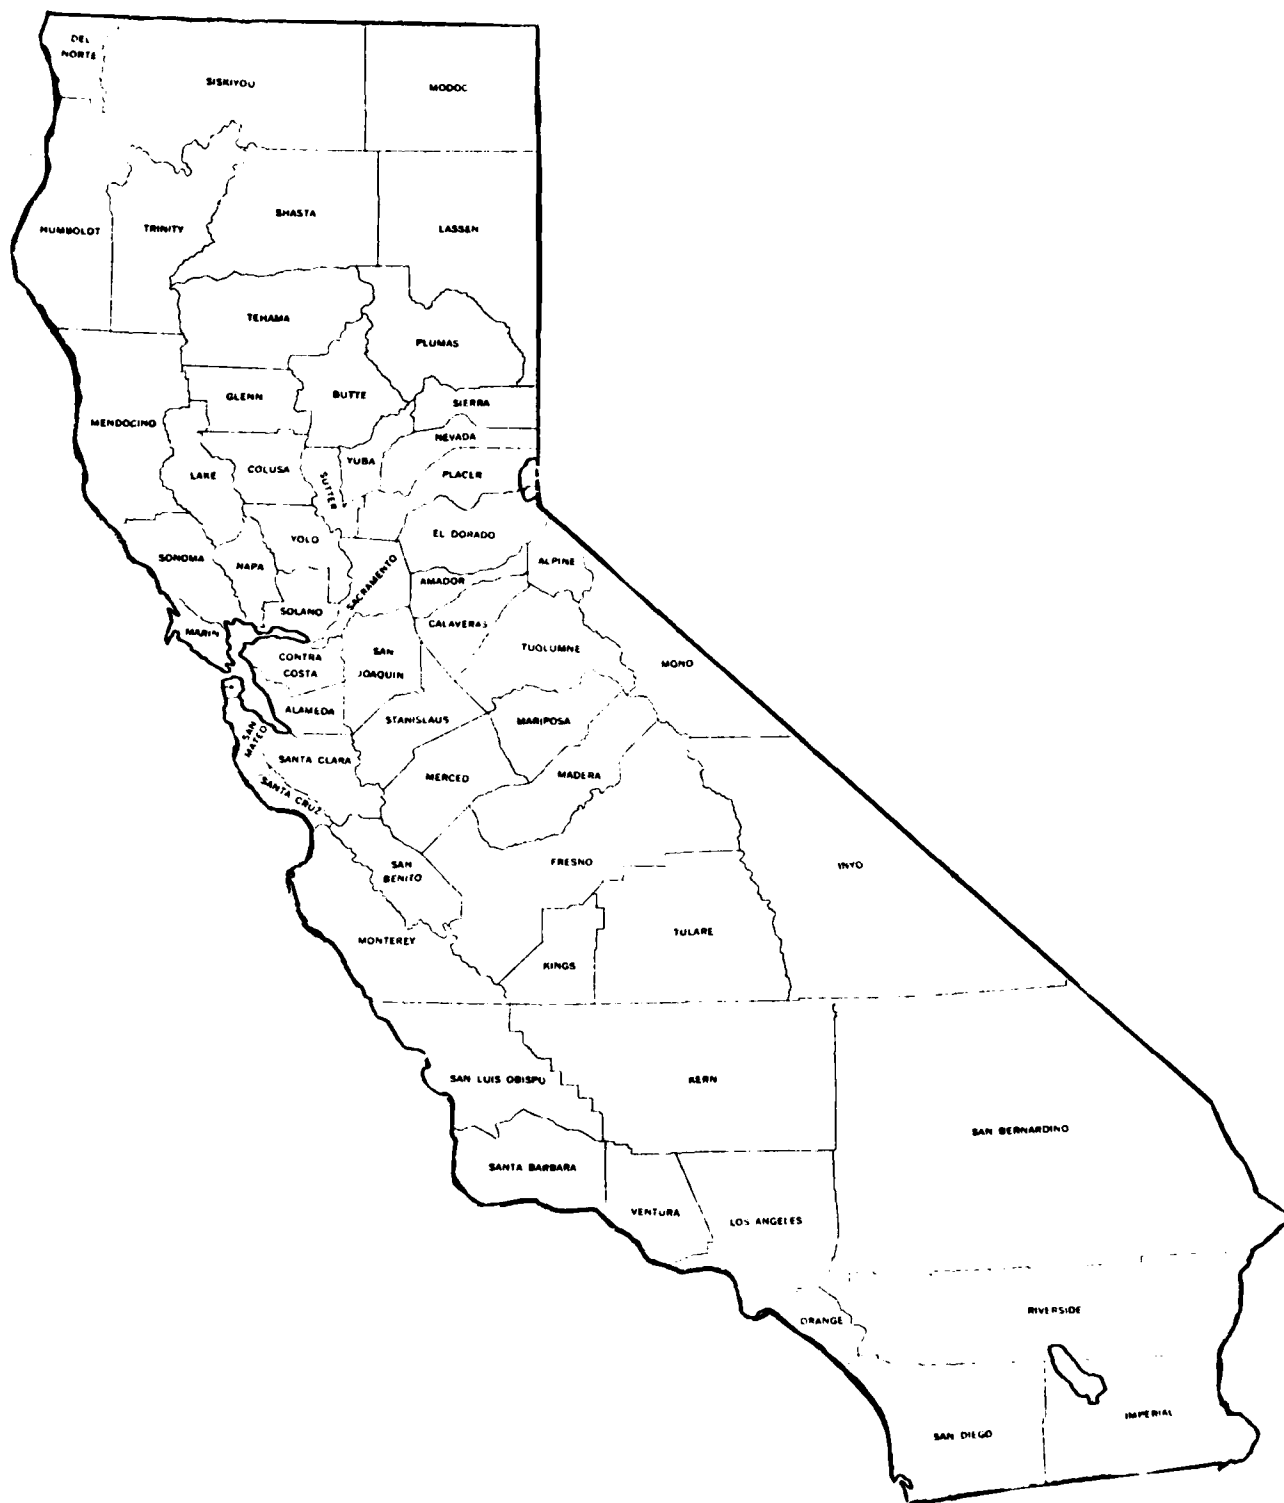 DEL
NORTE
SISKIYOU
MODOC
HUMBOLDT
TRINITY
SHASTA
LASSEN
TEHAMA
PLUMAS
GLENN
BUTTE
SIERRA
MENDOCINO
NEVADA
YUBA
COLUSA
LAKE
PLACER
SUTTER
EL DORADO
YOLO
SONOMA
NAPA
ALPINE
SACRAMENTO
AMADOR
SOLANO
CALAVERAS
MARIN
TUOLUMNE
CONTRA
COSTA
SAN
JOAQUIN
MONO
ALAMEDA
STANISLAUS
MARIPOSA
SAN
MATEO
SANTA CLARA
MERCED
MADERA
SANTA CRUZ
SAN
BENITO
FRESNO
INYO
TULARE
MONTEREY
KINGS
SAN LUIS OBISPO
KERN
SAN BERNARDINO
SANTA BARBARA
VENTURA
LOS ANGELES
ORANGE
RIVERSIDE
SAN DIEGO
IMPERIAL